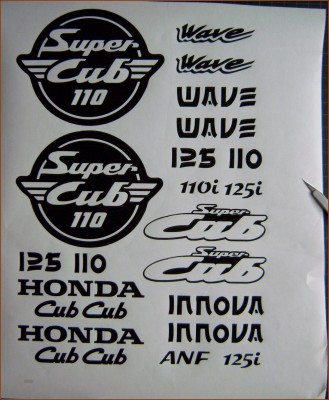 Super
Cub
110
Super
Cub
110
125 110
HONDA
Cub Cub
HONDA
Cub Cub
Wave
Wave
WAVE
WAVE
125 110
110i 125i
Super
Cub
Super
Cub
INNOVA
INNOVA
ANF 125i